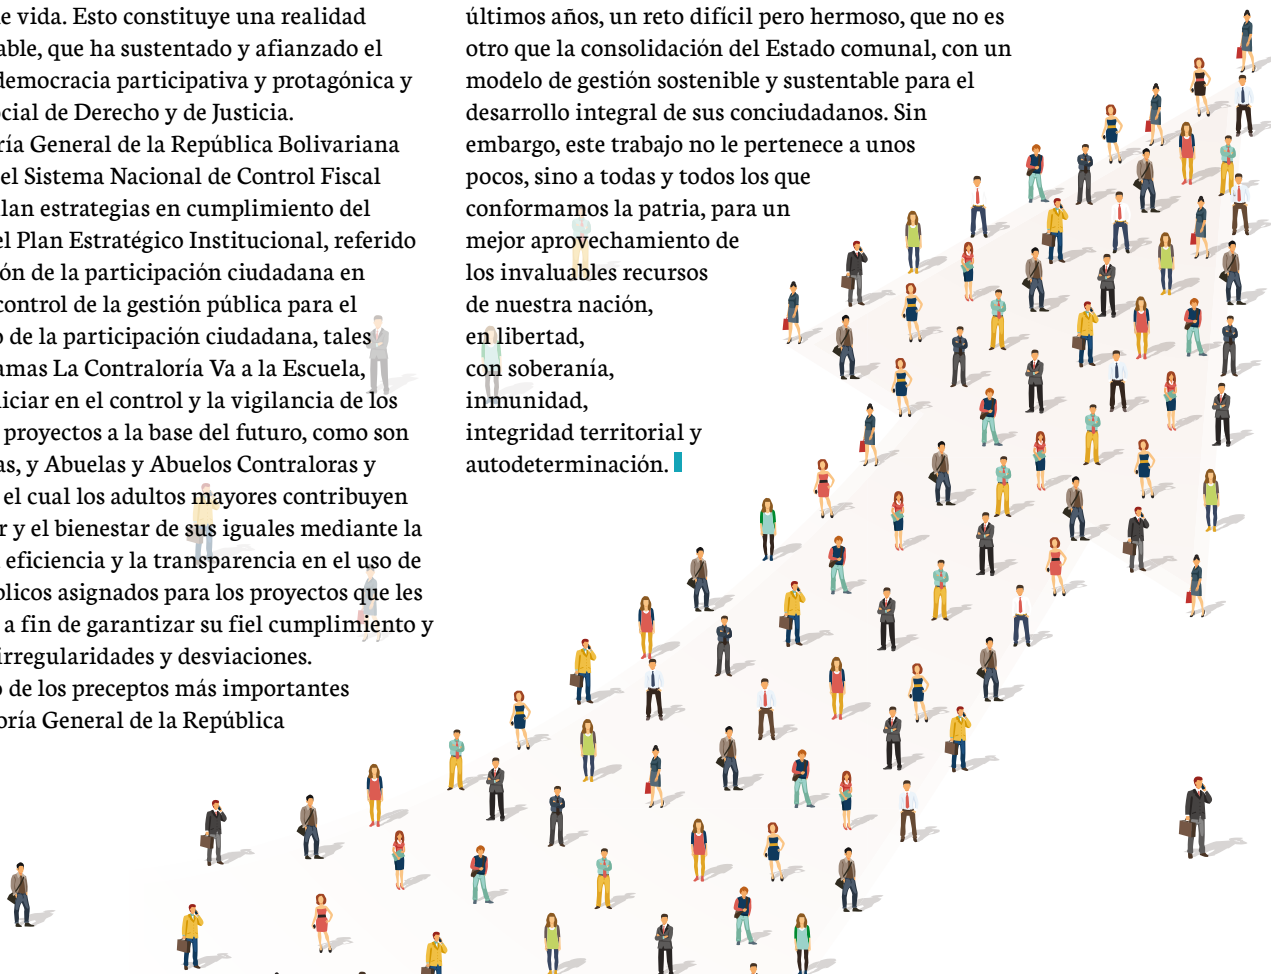 de vida. Esto constituye una realidad
able, que ha sustentado y afianzado el
democracia participativa y protagónica y
ocial de Derecho y de Justicia.
ría General de la República Bolivariana
el Sistema Nacional de Control Fiscal
lan estrategias en cumplimiento del
el Plan Estratégico Institucional, referido
ón de la participación ciudadana en
control de la gestión pública para el
o de la participación ciudadana, tales
amas La Contraloría Va a la Escuela,
iciar en el control y la vigilancia de los
proyectos a la base del futuro, como son
as, y Abuelas y Abuelos Contraloras y
el cual los adultos mayores contribuyen
r y el bienestar de sus iguales mediante la
eficiencia y la transparencia en el uso de
blicos asignados para los proyectos que les
a fin de garantizar su fiel cumplimiento y
irregularidades y desviaciones.
o de los preceptos más importantes
oría General de la República
últimos años, un reto difícil pero hermoso, que no es
otro que la consolidación del Estado comunal, con un
modelo de gestión sostenible y sustentable para el
desarrollo integral de sus conciudadanos. Sin
embargo, este trabajo no le pertenece a unos
pocos, sino a todas y todos los que
conformamos la patria, para un
mejor aprovechamiento de
los invaluables recursos
de nuestra nación,
en libertad,
con soberanía,
inmunidad,
integridad territorial y
autodeterminación.